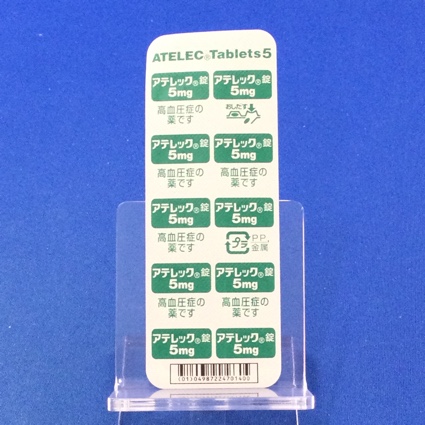 ATELEC®Tablets5
アテレック®錠 アテレック®錠
5mg 5mg
高血圧症の おしだす
薬です
アテレック®錠 アテレック®錠
5mg 5mg
高血圧症の 高血圧症の
薬です 薬です
アテレック®錠 アテレック®錠
5mg 5mg
高血圧症の プラ PP,
薬です 金属
アテレック®錠 アテレック®錠
5mg 5mg
高血圧症の 高血圧症の
薬です 薬です
アテレック®錠 アテレック®錠
5mg 5mg
(01)04987224701400